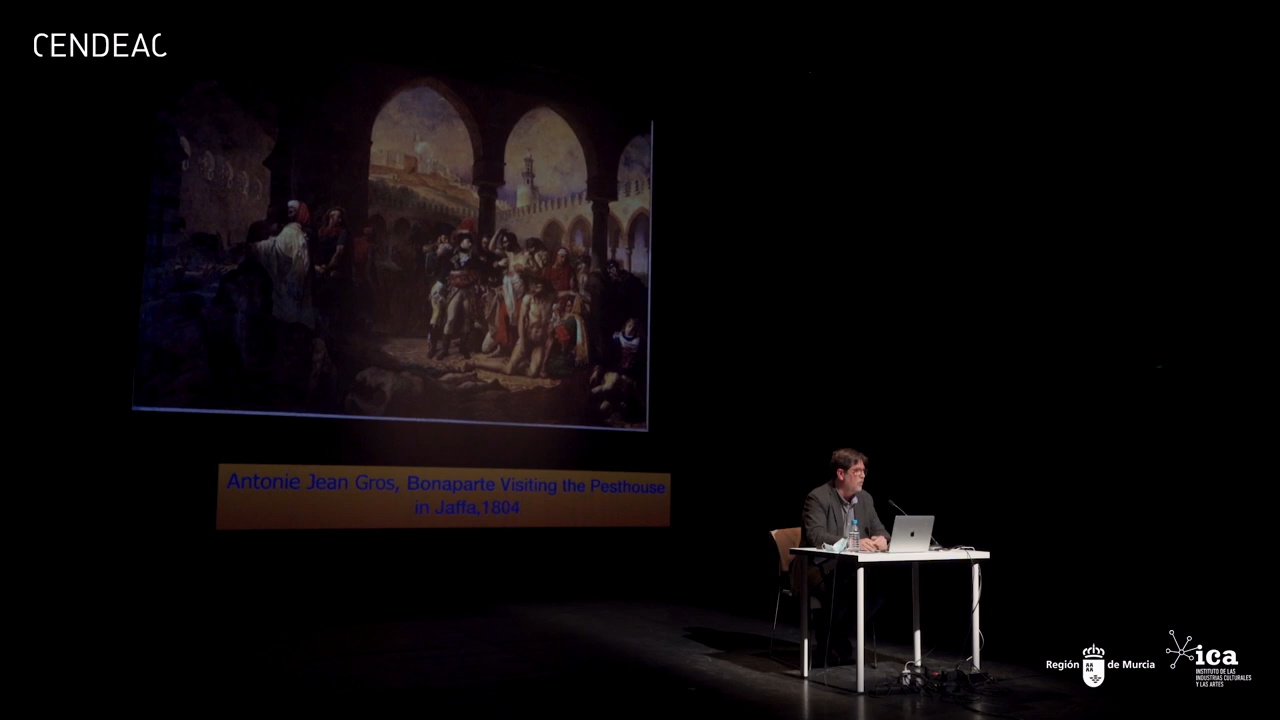 CENDEAC
Antonie Jean Gros, Bonaparte Visiting the Pesthouse
in Jaffa,1804
Región de Murcia
ica
INSTITUTO DE LAS
INDUSTRIAS CULTURALES
Y LAS ARTES